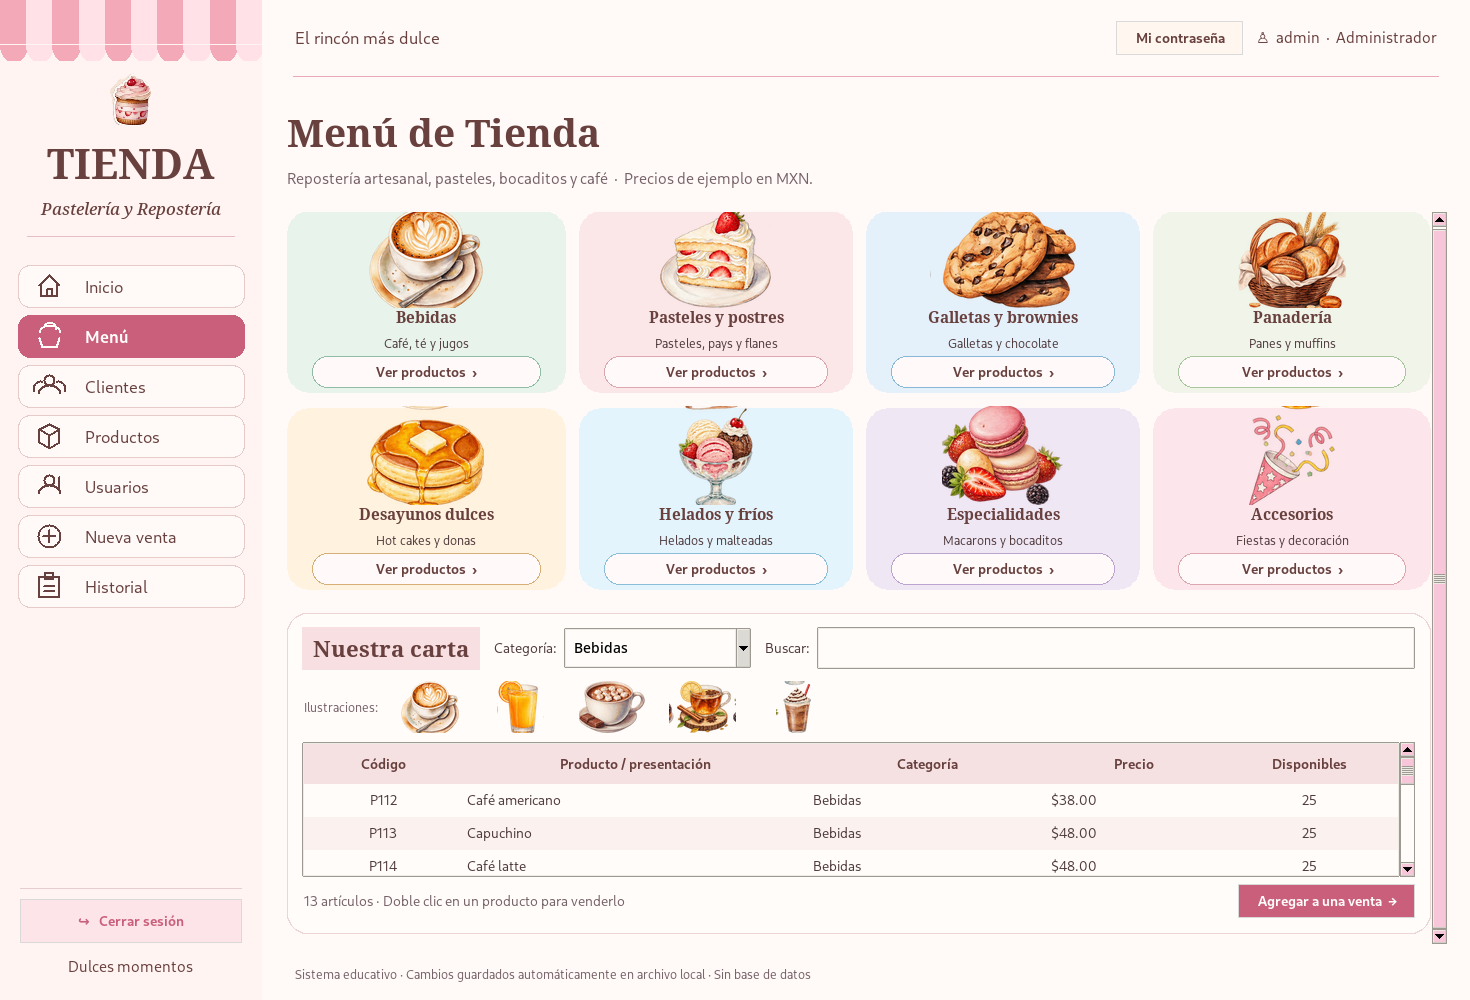 El rincón más dulce
Mi contraseña
admin · Administrador
TIENDA
Pastelería y Repostería
Inicio
Menú
Clientes
Productos
Usuarios
Nueva venta
Historial
↪ Cerrar sesión
Dulces momentos
Menú de Tienda
Repostería artesanal, pasteles, bocaditos y café · Precios de ejemplo en MXN.
Bebidas
Café, té y jugos
Ver productos ›
Pasteles y postres
Pasteles, pays y flanes
Ver productos ›
Galletas y brownies
Galletas y chocolate
Ver productos ›
Panadería
Panes y muffins
Ver productos ›
Desayunos dulces
Hot cakes y donas
Ver productos ›
Helados y fríos
Helados y malteadas
Ver productos ›
Especialidades
Macarons y bocaditos
Ver productos ›
Accesorios
Fiestas y decoración
Ver productos ›
Nuestra carta Categoría: Bebidas Buscar:
Ilustraciones:
Código Producto / presentación Categoría Precio Disponibles
P112 Café americano Bebidas $38.00 25
P113 Capuchino Bebidas $48.00 25
P114 Café latte Bebidas $48.00 25
13 artículos · Doble clic en un producto para venderlo
Agregar a una venta →
Sistema educativo · Cambios guardados automáticamente en archivo local · Sin base de datos